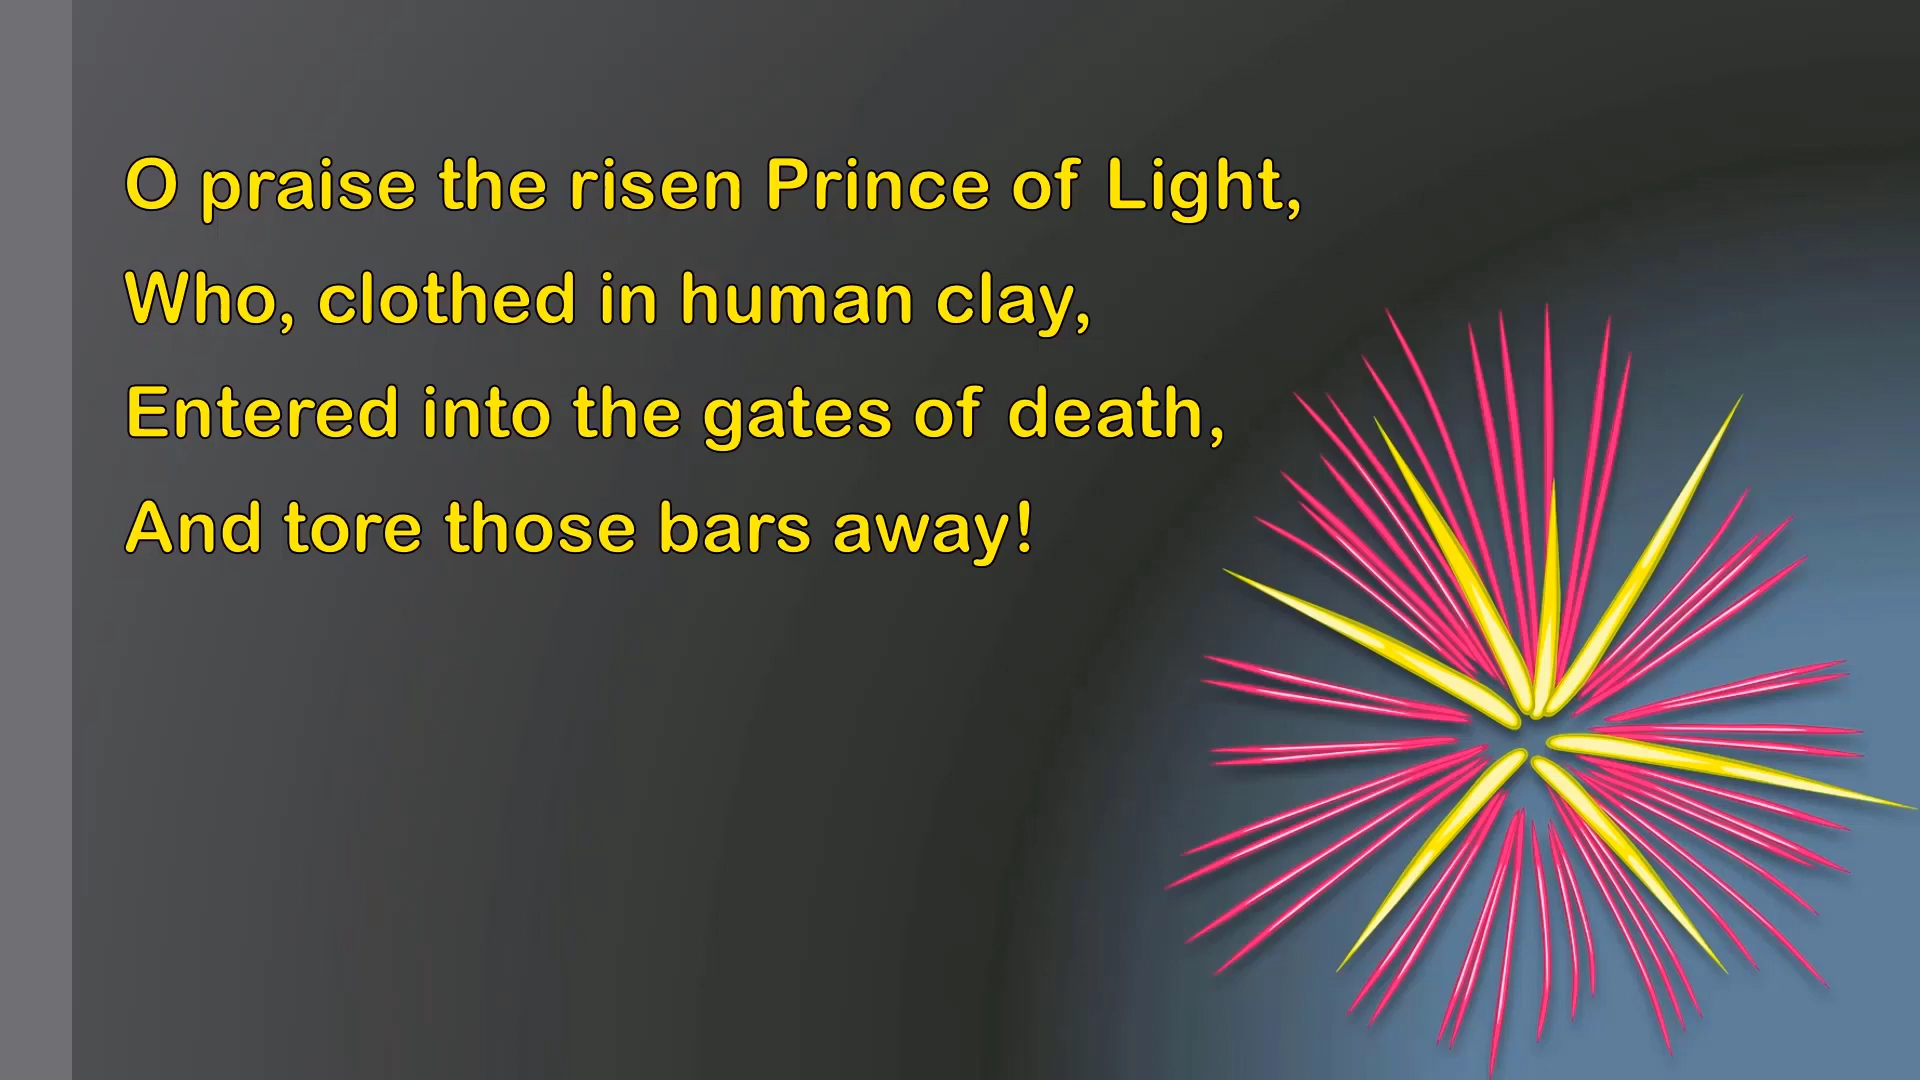 O praise the risen Prince of Light,
Who, clothed in human clay,
Entered into the gates of death,
And tore those bars away!